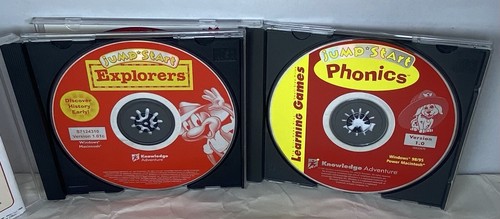 JUMP START
Explorers
Discover
History
Early!
Version 1.01c
Windows®
Macintosh®
Knowledge
Adventure®
JUMP START
Phonics
Learning Games
Version
1.0
Windows® 98/95
Power Macintosh®
Knowledge Adventure®